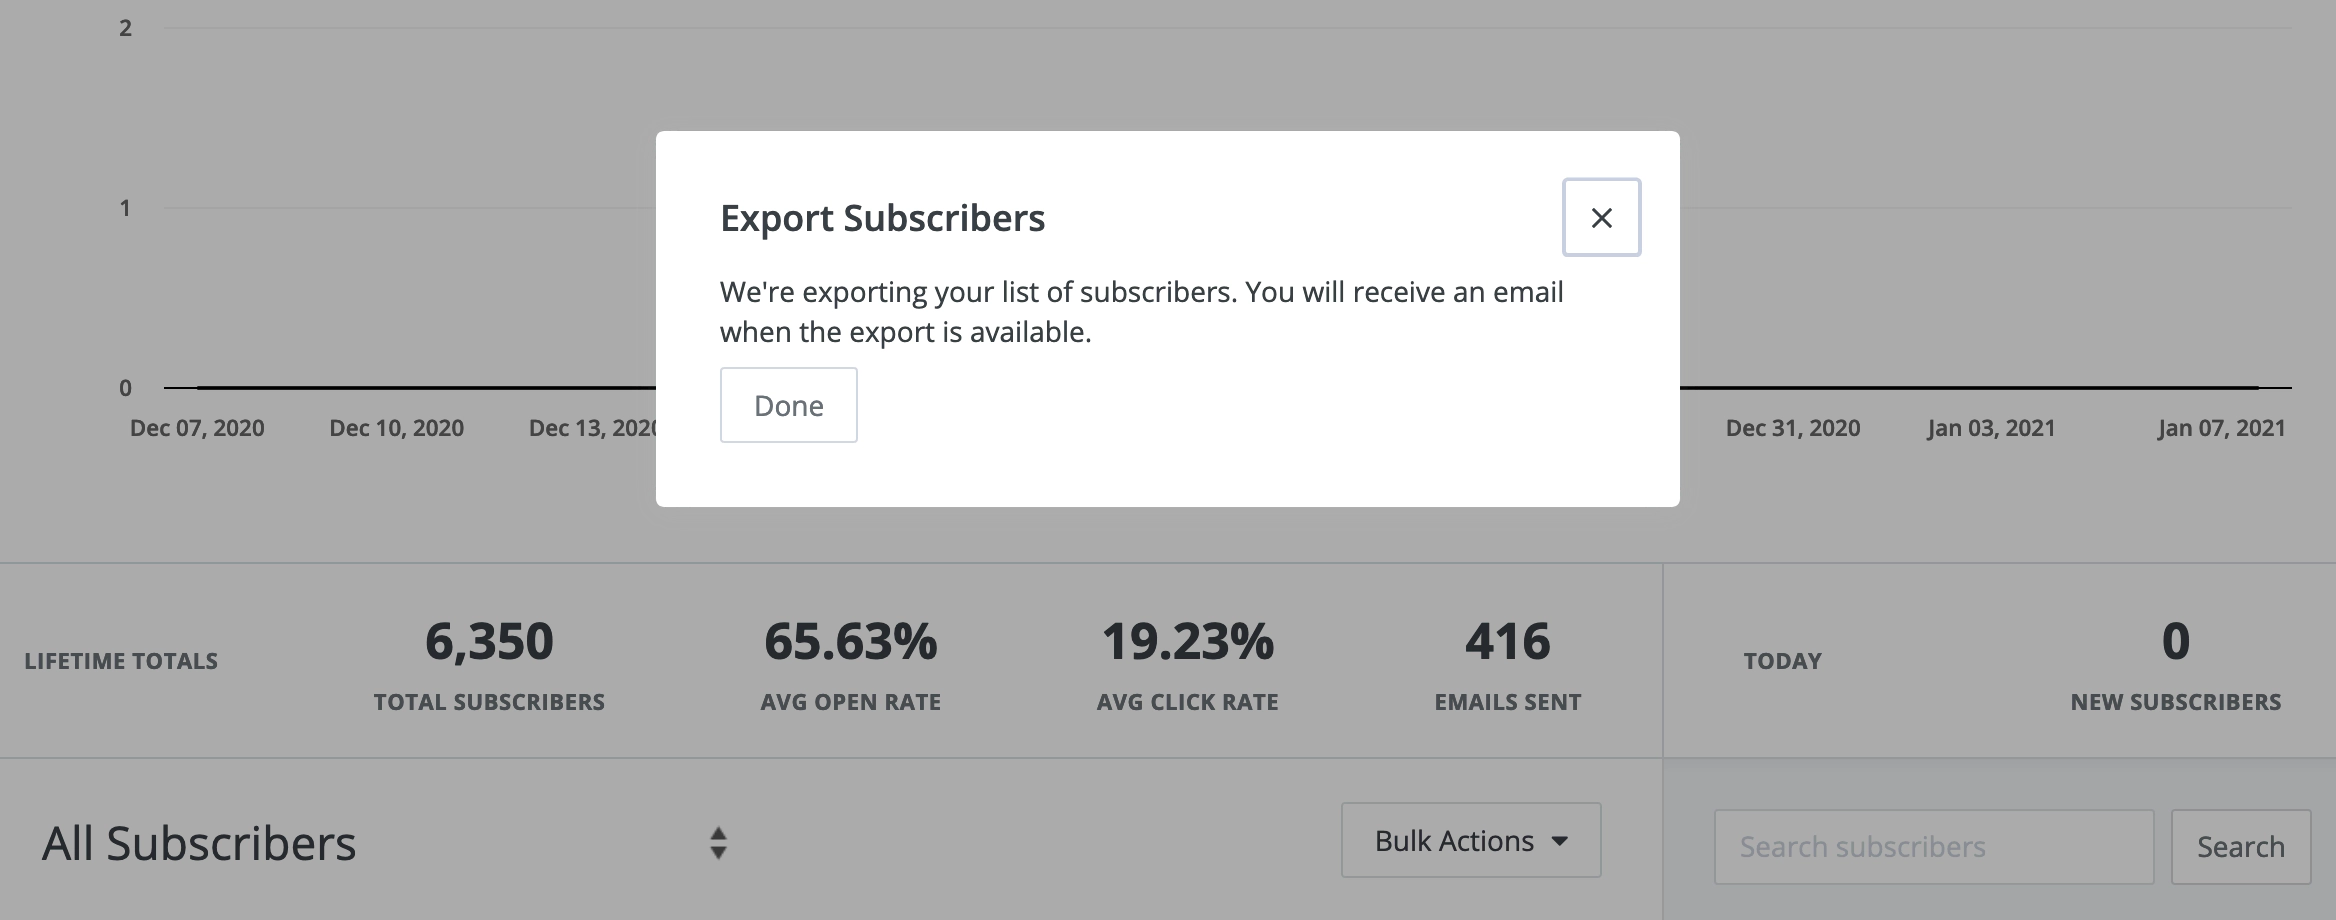 2
1
0
Dec 07, 2020 Dec 10, 2020 Dec 13, 2020 Dec 31, 2020 Jan 03, 2021 Jan 07, 2021
Export Subscribers
We're exporting your list of subscribers. You will receive an email
when the export is available.
Done
LIFETIME TOTALS
6,350
TOTAL SUBSCRIBERS
65.63%
AVG OPEN RATE
19.23%
AVG CLICK RATE
416
EMAILS SENT
TODAY
0
NEW SUBSCRIBERS
All Subscribers
Bulk Actions
Search subscribers
Search